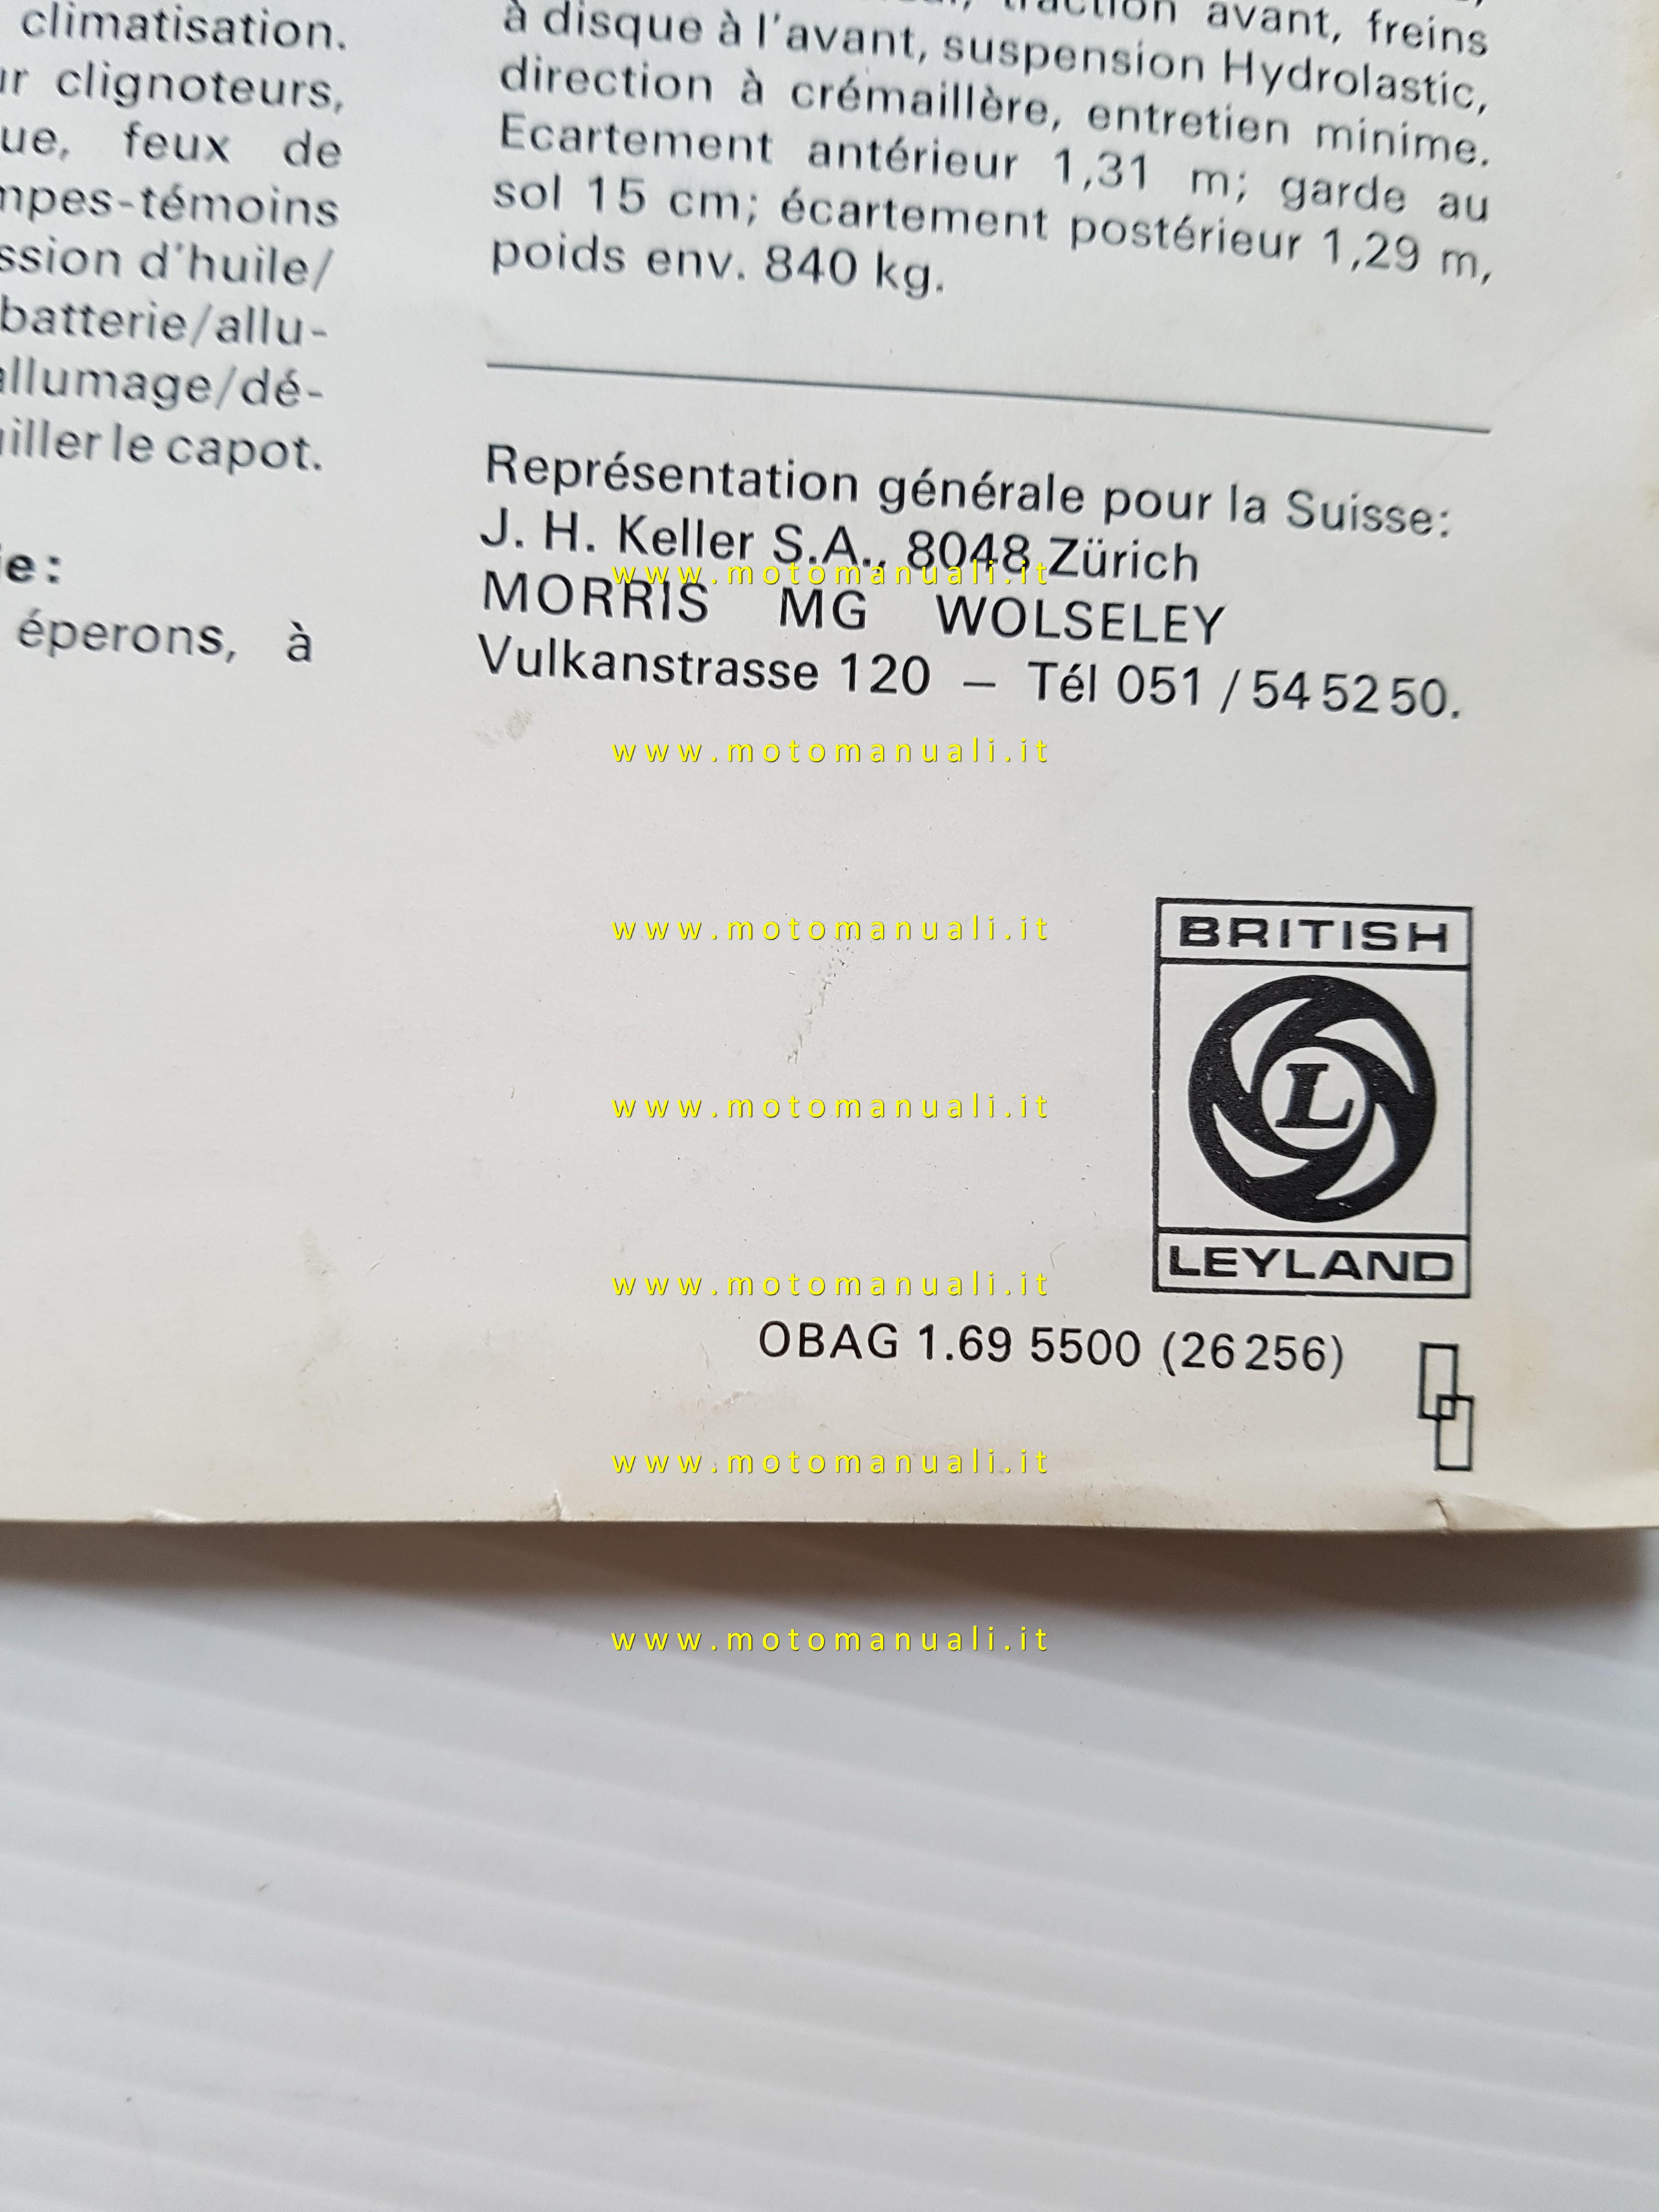 climatisation.
clignoteurs,
feux de
témoins
d'huile/
batterie/allu-
allumage/dé-
le capot.
éperons, à
traction avant, freins
à disque à l'avant, suspension Hydrolastic,
direction à crémaillère, entretien minime.
Ecartement antérieur 1,31 m; garde au
sol 15 cm; écartement postérieur 1,29 m,
poids env. 840 kg.
Représentation générale pour la Suisse:
J. H. Keller S.A., 8048 Zürich
www.motomanuali.it
MORRIS MG WOLSELEY
Vulkanstrasse 120 – Tél 051 / 54 52 50.
www.motomanuali.it
www.motomanuali.it
BRITISH
L
www.motomanuali.it
LEYLAND
www.motomanuali.it
OBAG 1.69 5500 (26 256)
www.motomanuali.it
www.motomanuali.it